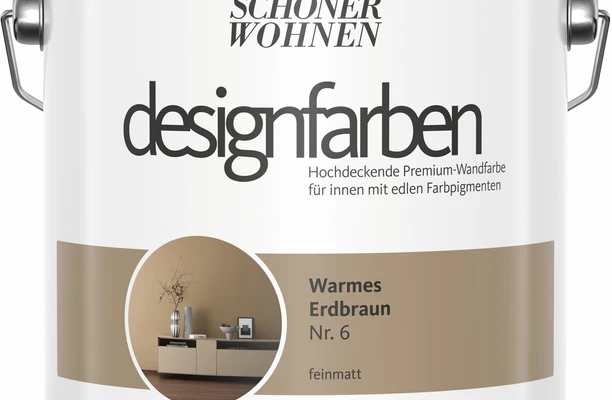 SCHÖNER
WOHNEN
designfarben
Hochdeckende Premium-Wandfarbe
für innen mit edlen Farbpigmenten
Warmes
Erdbraun
Nr. 6
feinmatt